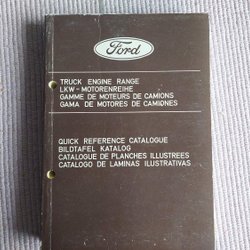 Ford
TRUCK ENGINE RANGE
LKW-MOTORENREIHE
GAMME DE MOTEURS DE CAMIONS
GAMA DE MOTORES DE CAMIONES
QUICK REFERENCE CATALOGUE
BILDTAFEL KATALOG
CATALOGUE DE PLANCHES ILLUSTREES
CATALOGO DE LAMINAS ILUSTRATIVAS